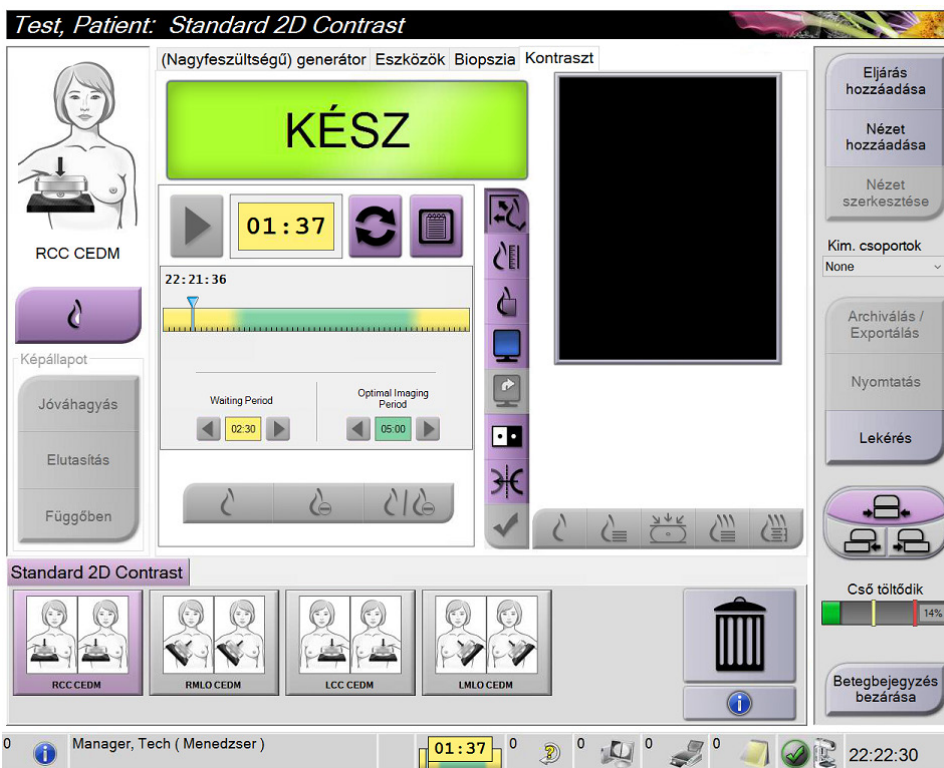 Test, Patient: Standard 2D Contrast
(Nagyfeszültségű) generátor Eszközök Biopszia Kontraszt
KÉSZ
RCC CEDM
01:37
22:21:36
Waiting Period
02:30
Optimal Imaging
Period
05:00
Képállapot
Jóváhagyás
Elutasítás
Függőben
Eljárás
hozzáadása
Nézet
hozzáadása
Nézet
szerkesztése
Kim. csoportok
None
Archiválás /
Exportálás
Nyomtatás
Lekérés
Cső töltődik
14%
Betegbejegyzés
bezárása
Standard 2D Contrast
RCC CEDM
RMLO CEDM
LCC CEDM
LMLO CEDM
0 Manager, Tech ( Menedzser ) 01:37 0 0 0 0 22:22:30